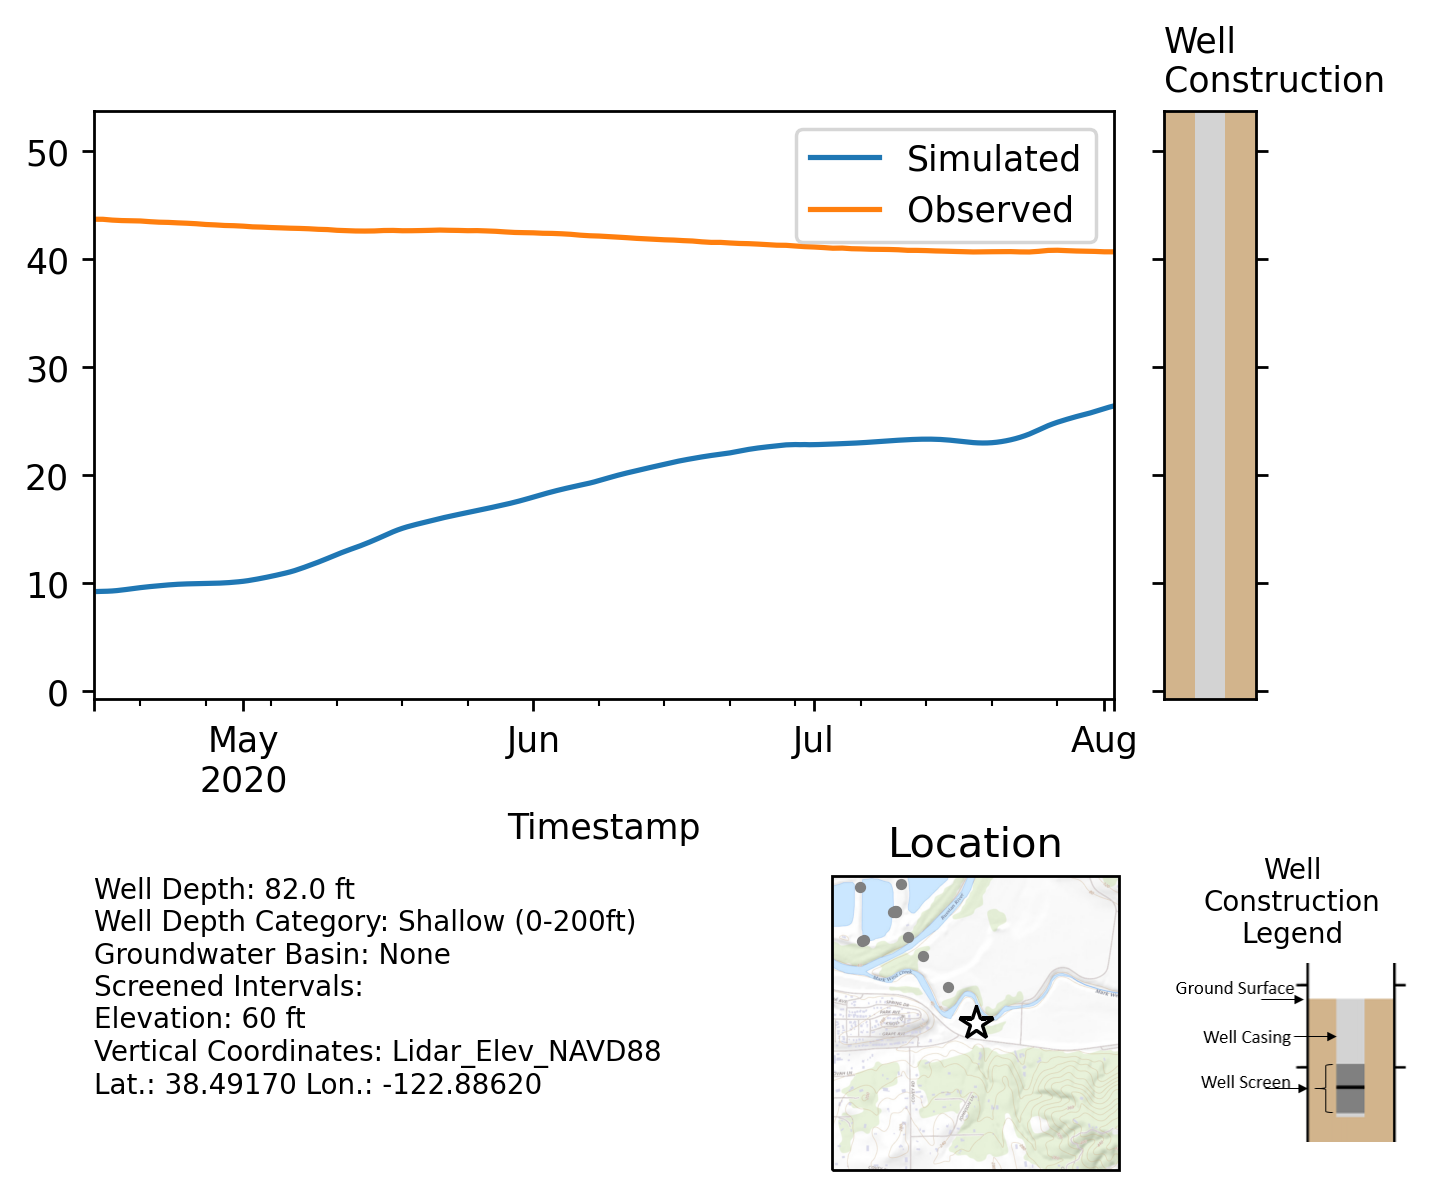 Well
Construction
50
40
30
20
10
0
Simulated
Observed
May
2020
Jun
Jul
Aug
Timestamp
Well Depth: 82.0 ft
Well Depth Category: Shallow (0-200ft)
Groundwater Basin: None
Screened Intervals:
Elevation: 60 ft
Vertical Coordinates: Lidar_Elev_NAVD88
Lat.: 38.49170 Lon.: -122.88620
Location
Well
Construction
Legend
Ground Surface
Well Casing
Well Screen